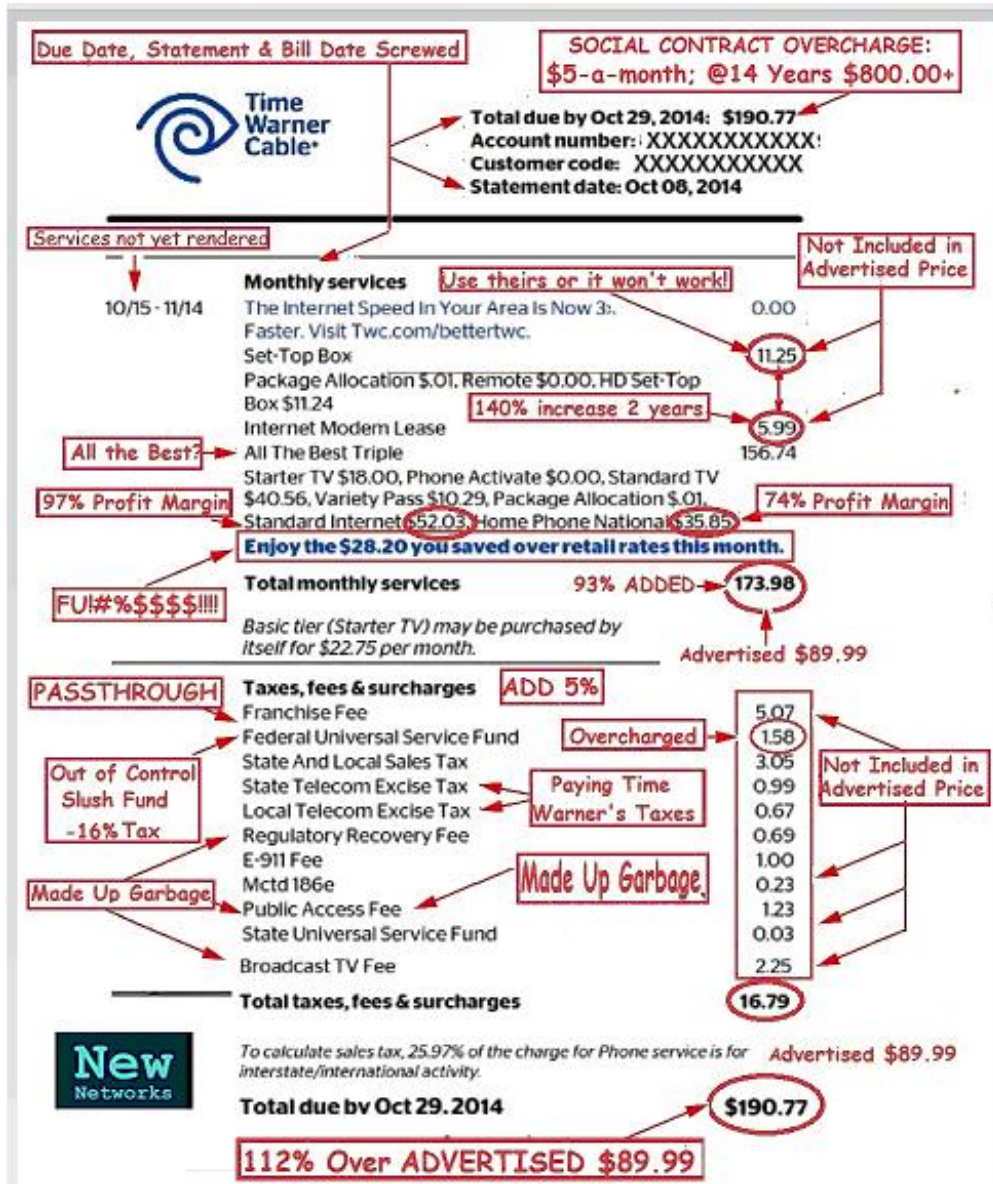 Due Date, Statement & Bill Date Screwed
SOCIAL CONTRACT OVERCHARGE:
$5-a-month; @14 Years $800.00+
Time
Warner
Cable
Total due by Oct 29, 2014: $190.77
Account number: XXXXXXXXXXX
Customer code: XXXXXXXXXXX
Statement date: Oct 08, 2014
Services not yet rendered
Not Included in
Advertised Price
Monthly services
Use theirs or it won't work!
10/15 - 11/14
The Internet Speed In Your Area Is Now 3x 0.00
Faster. Visit Twc.com/bettertwc.
Set-Top Box 11.25
Package Allocation $.01, Remote $0.00, HD Set-Top
Box $11.24
140% increase 2 years
Internet Modem Lease 5.99
All the Best?
All The Best Triple 156.74
Starter TV $18.00, Phone Activate $0.00, Standard TV
97% Profit Margin
$40.56, Variety Pass $10.29, Package Allocation $.01,
74% Profit Margin
Standard Internet $52.03, Home Phone National $35.85
Enjoy the $28.20 you saved over retail rates this month.
Total monthly services 173.98
93% ADDED
FU!#%$$$$!!!!
Basic tier (Starter TV) may be purchased by
itself for $22.75 per month.
Advertised $89.99
PASSTHROUGH
Taxes, fees & surcharges
ADD 5%
Franchise Fee 5.07
Federal Universal Service Fund 1.58
Overcharged
State And Local Sales Tax 3.05
Out of Control
Slush Fund
-16% Tax
Not Included in
Advertised Price
State Telecom Excise Tax 0.99
Paying Time
Warner's Taxes
Local Telecom Excise Tax 0.67
Regulatory Recovery Fee 0.69
E-911 Fee 1.00
Mctd 186e 0.23
Made Up Garbage
Made Up Garbage
Public Access Fee 1.23
State Universal Service Fund 0.03
Broadcast TV Fee 2.25
Total taxes, fees & surcharges 16.79
New
Networks
To calculate sales tax, 25.97% of the charge for Phone service is for
interstate/international activity.
Advertised $89.99
Total due by Oct 29, 2014 $190.77
112% Over ADVERTISED $89.99